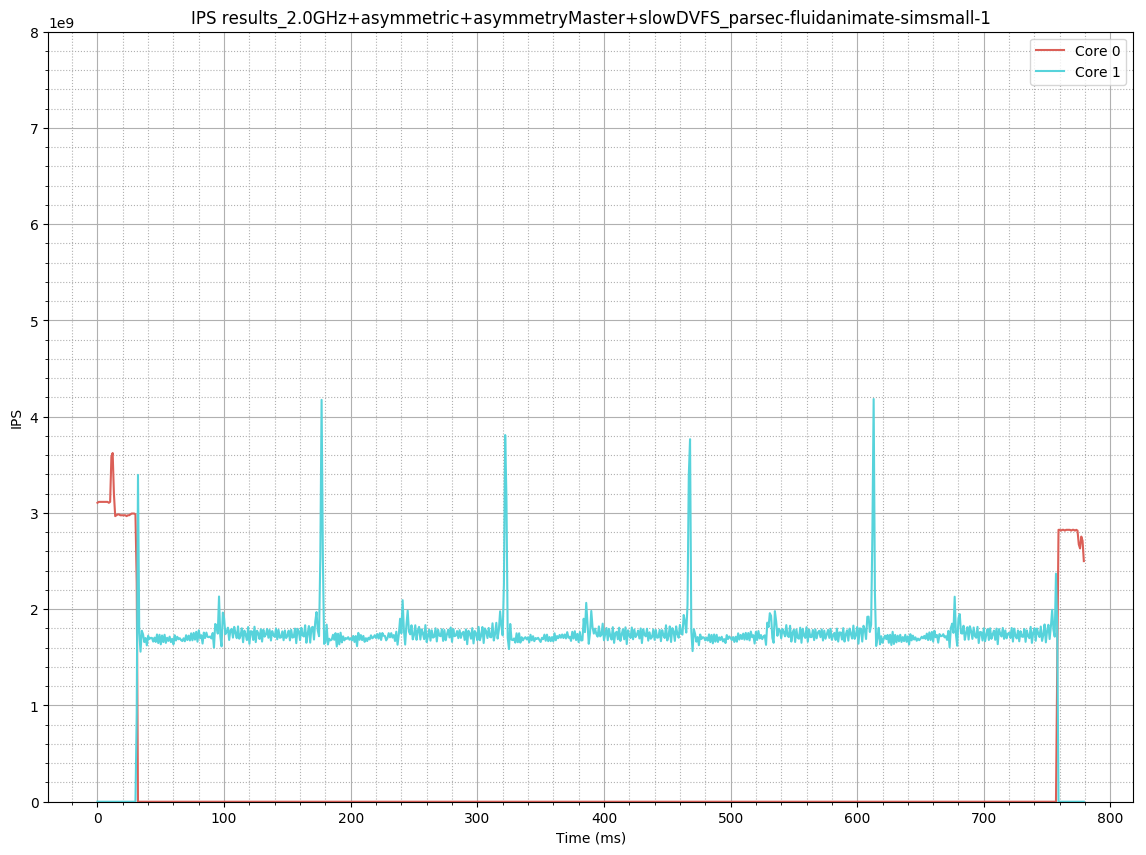 IPS results_2.0GHz+asymmetric+asymmetryMaster+slowDVFS_parsec-fluidanimate-simsmall-1
1e9
Core 0
Core 1
8
7
6
5
4
3
2
1
0
IPS
0 100 200 300 400 500 600 700 800
Time (ms)